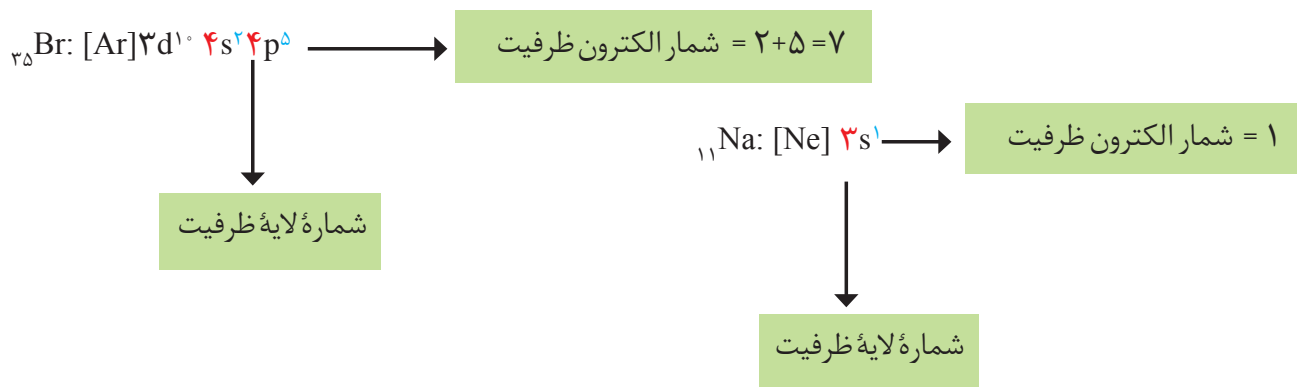 ₃₅Br: [Ar]۳d¹⁰ ۴s²۴p⁵
شمار الکترون ظرفیت = ۲+۵=۷
شمارهٔ لایهٔ ظرفیت
₁₁Na: [Ne] ۳s¹
شمار الکترون ظرفیت = ۱
شمارهٔ لایهٔ ظرفیت